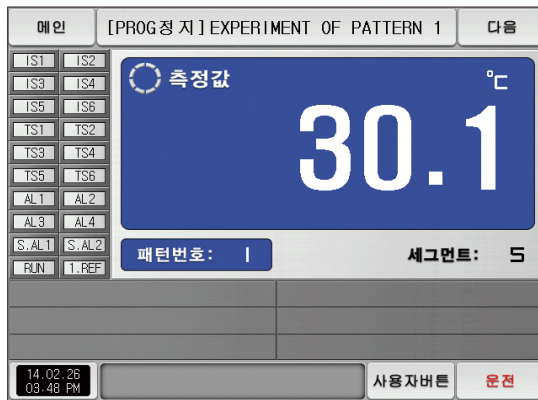 메인
[PROG정지]EXPERIMENT OF PATTERN 1
다음
IS1 IS2
IS3 IS4
IS5 IS6
TS1 TS2
TS3 TS4
TS5 TS6
AL1 AL2
AL3 AL4
S.AL1 S.AL2
RUN 1.REF
측정값
℃
30.1
패턴번호: 1
세그먼트: 5
14.02.26
03:48 PM
사용자버튼
운전